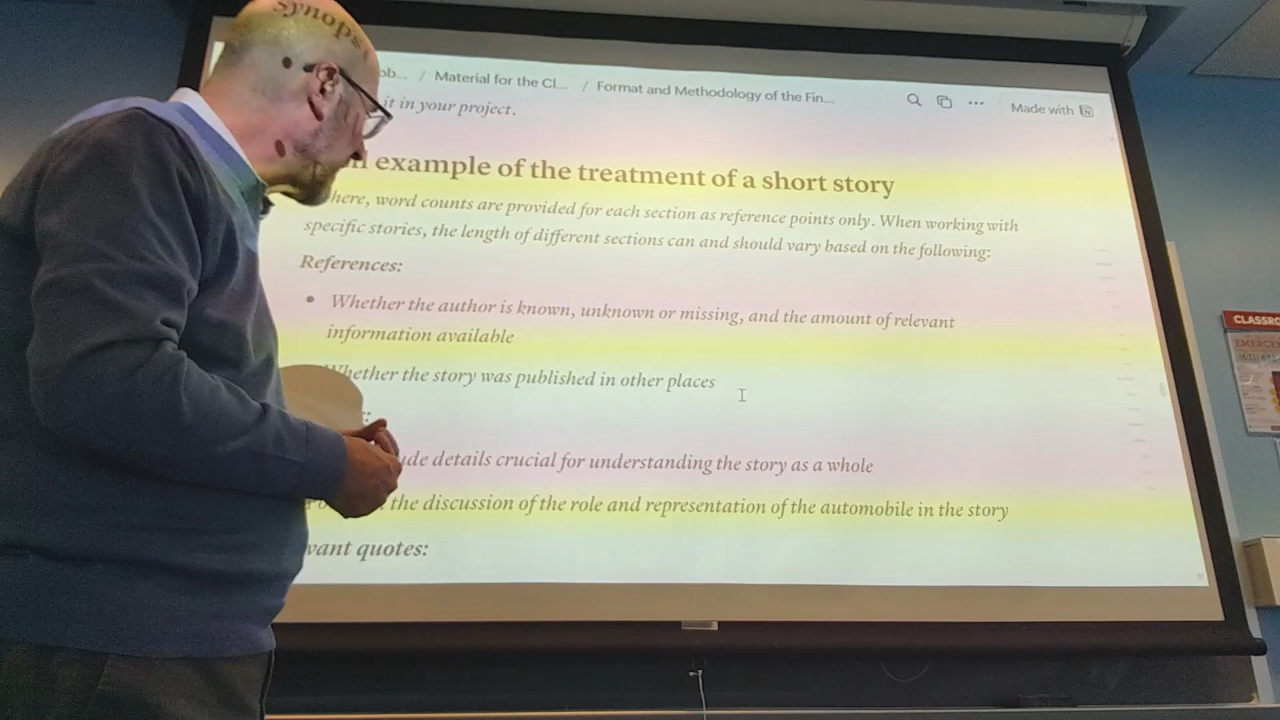 ob... / Material for the Cl... / Format and Methodology of the Fin...
Made with
it in your project.
example of the treatment of a short story
here, word counts are provided for each section as reference points only. When working with
specific stories, the length of different sections can and should vary based on the following:
References:
• Whether the author is known, unknown or missing, and the amount of relevant
information available
Whether the story was published in other places
Synopsi
ude details crucial for understanding the story as a whole
the discussion of the role and representation of the automobile in the story
vant quotes:
CLASSRO
EMERGEN